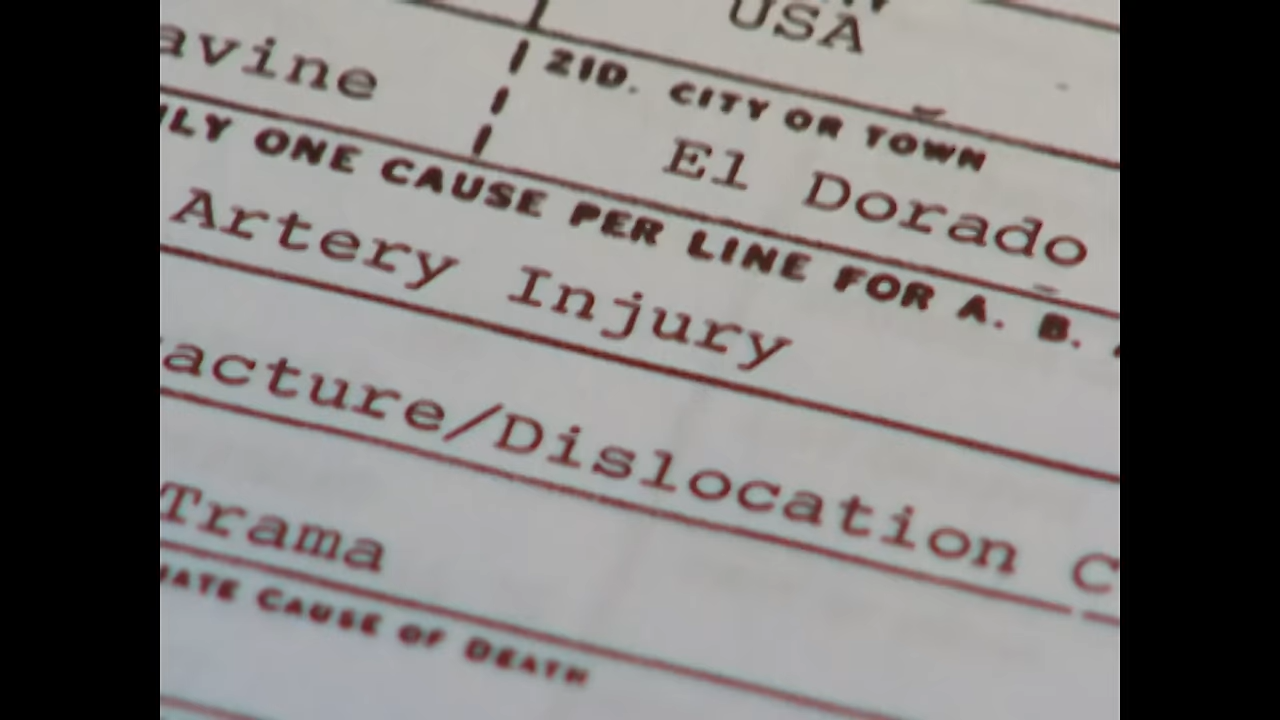 USA
avine
21D. CITY OR TOWN
El Dorado
LY ONE CAUSE PER LINE FOR A. B.
Artery Injury
acture/Dislocation C
Trama
ATE CAUSE OF DEATH